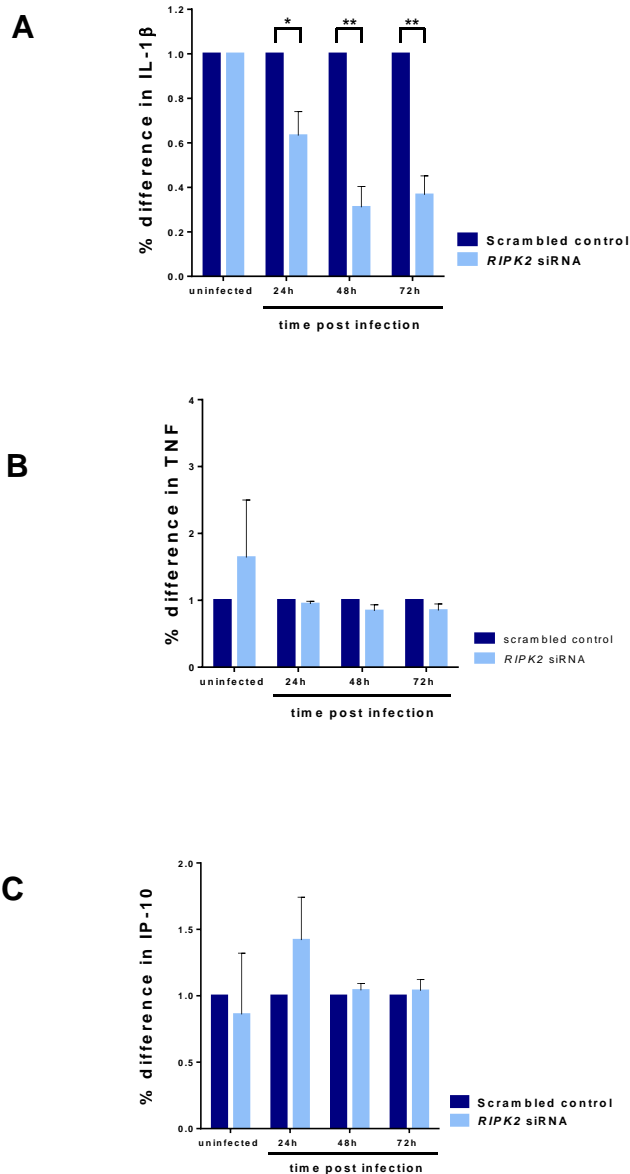 A
% difference in IL-1β
1.2
1.0
0.8
0.6
0.4
0.2
0.0
* ** **
uninfected 24h 48h 72h
time post infection
Scrambled control
RIPK2 siRNA
B
% difference in TNF
4
3
2
1
0
uninfected 24h 48h 72h
time post infection
scrambled control
RIPK2 siRNA
C
% difference in IP-10
2.0
1.5
1.0
0.5
0.0
uninfected 24h 48h 72h
time post infection
Scrambled control
RIPK2 siRNA